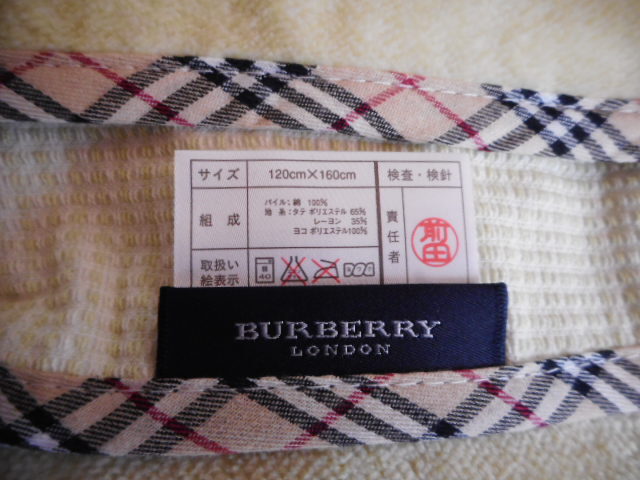 サイズ 120cm×160cm 検査・検針
組成 パイル:綿 100%
地 糸:タテ ポリエステル 65%
レーヨン 35%
ヨコ ポリエステル100%
責任者 前田
取扱い絵表示 40
BURBERRY
LONDON